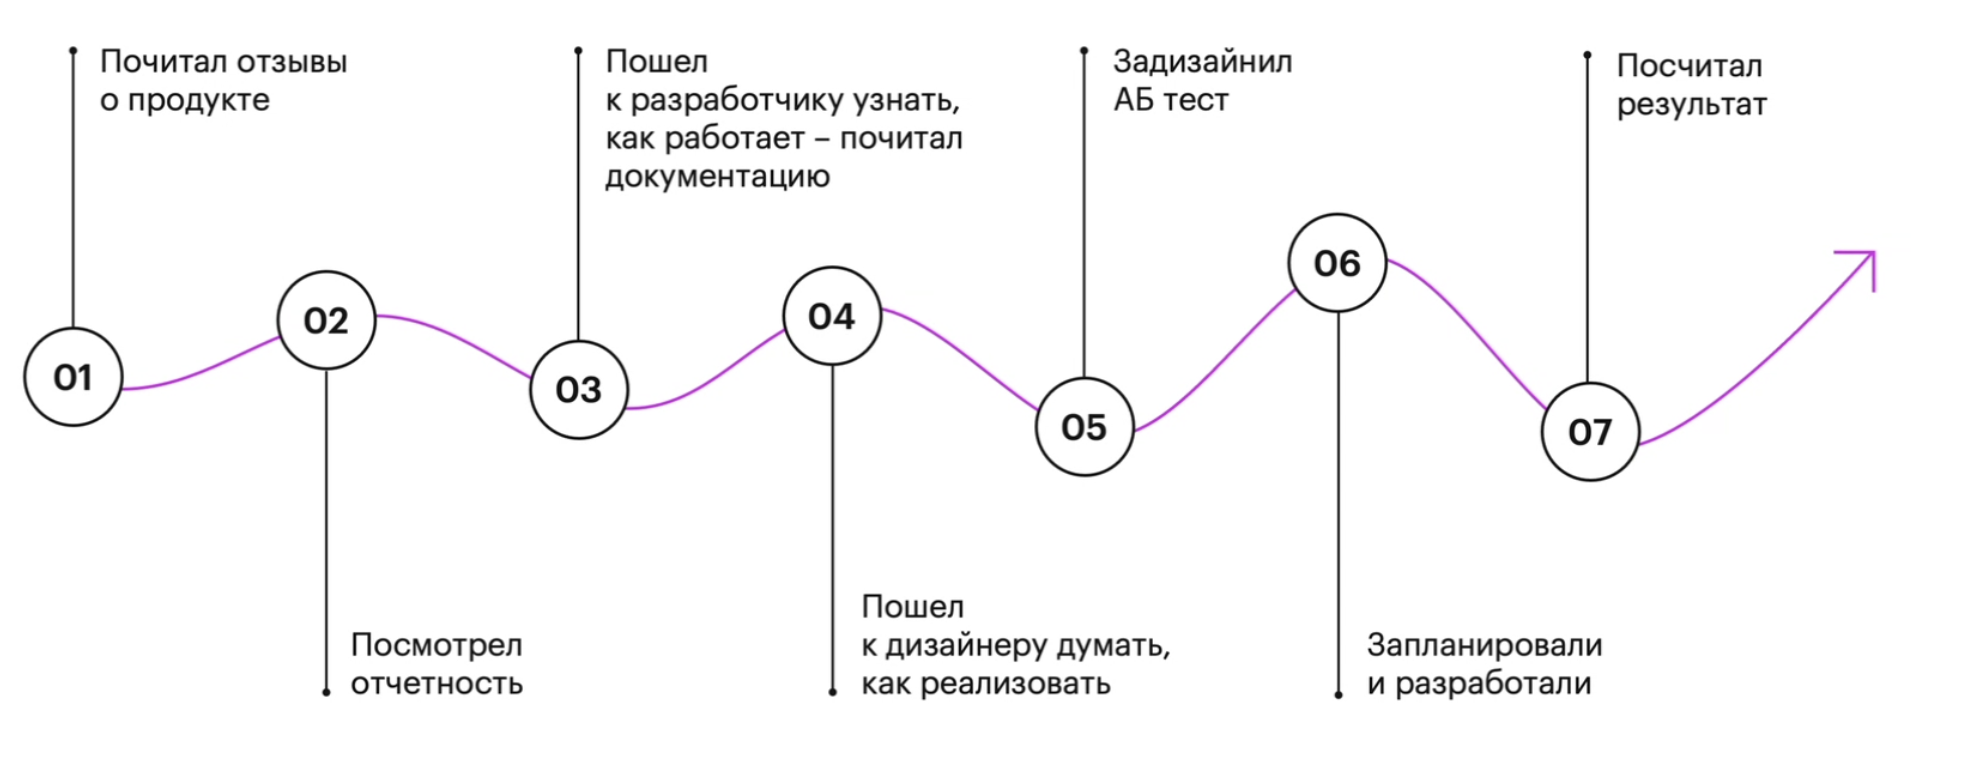 01
Почитал отзывы
о продукте
02
Посмотрел
отчетность
03
Пошел
к разработчику узнать,
как работает – почитал
документацию
04
Пошел
к дизайнеру думать,
как реализовать
05
Задизайнил
АБ тест
06
Запланировали
и разработали
07
Посчитал
результат